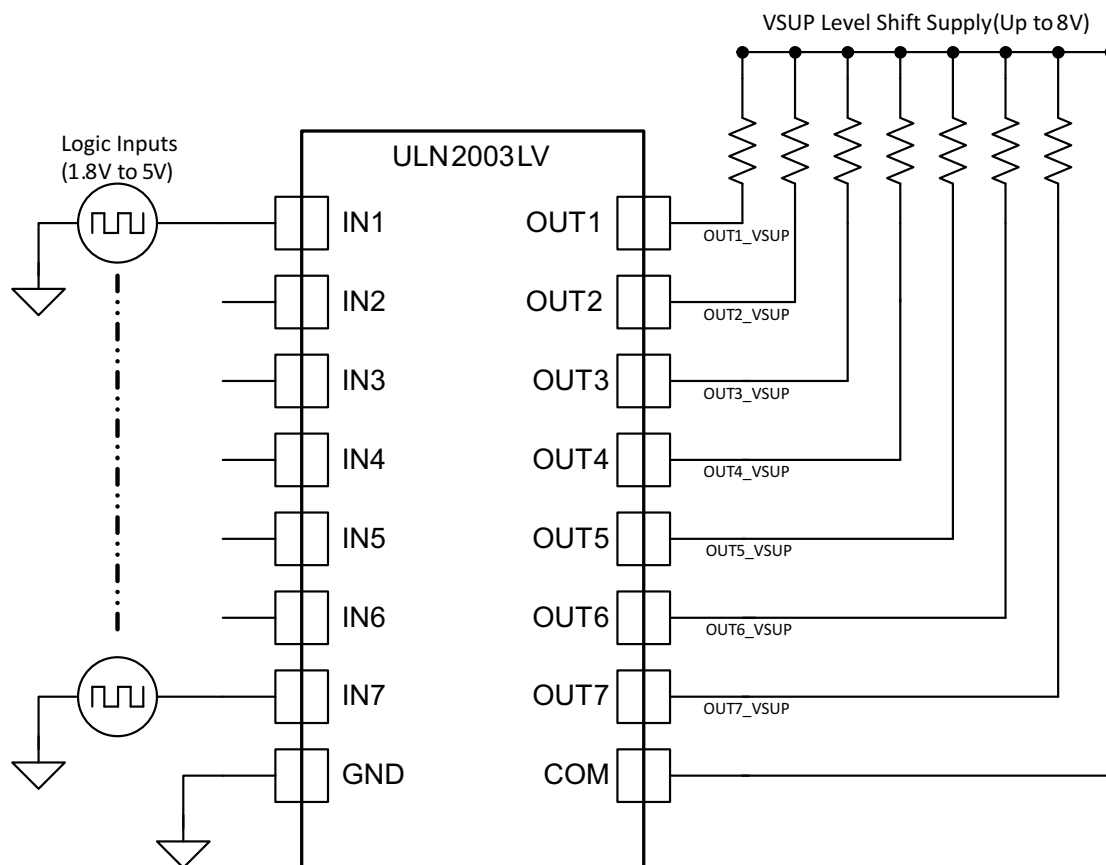 VSUP Level Shift Supply(Up to 8V)
Logic Inputs
(1.8V to 5V)
ULN2003LV
IN1
OUT1
OUT1_VSUP
IN2
OUT2
OUT2_VSUP
IN3
OUT3
OUT3_VSUP
IN4
OUT4
OUT4_VSUP
IN5
OUT5
OUT5_VSUP
IN6
OUT6
OUT6_VSUP
IN7
OUT7
OUT7_VSUP
GND
COM